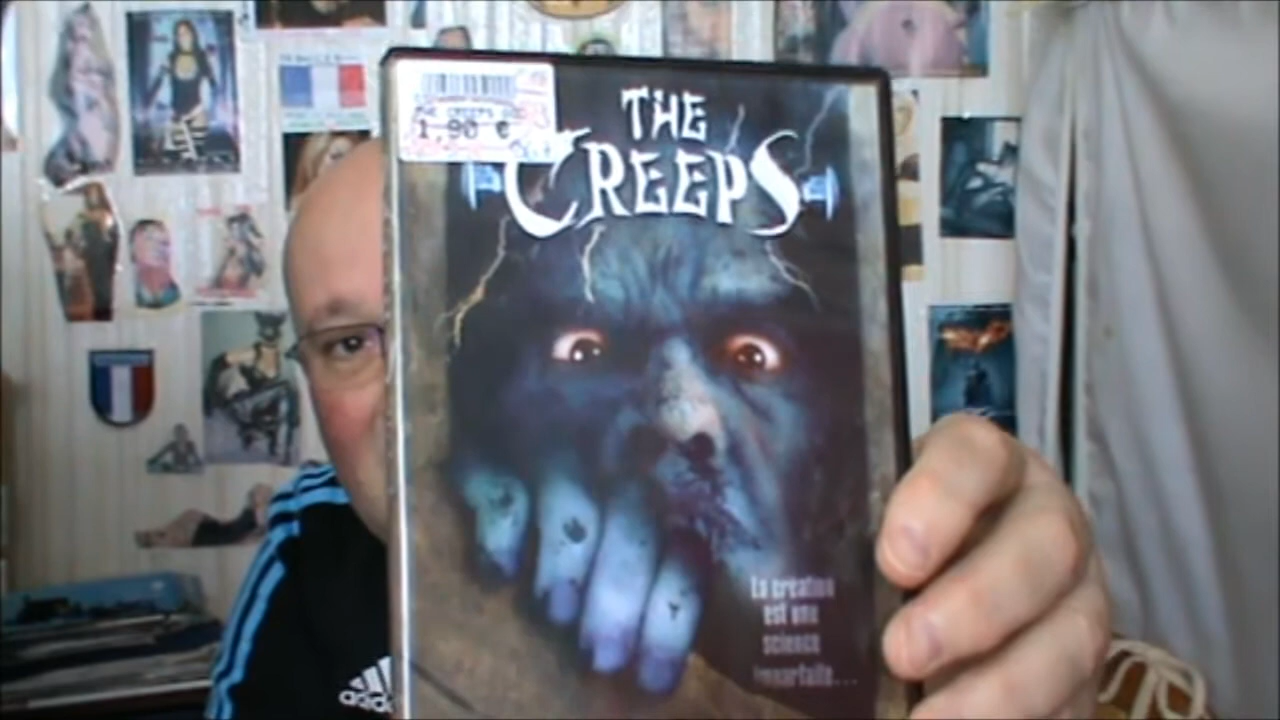 1,90 €
THE
CREEPS
La création
est une
science
imparfaite...
adidas